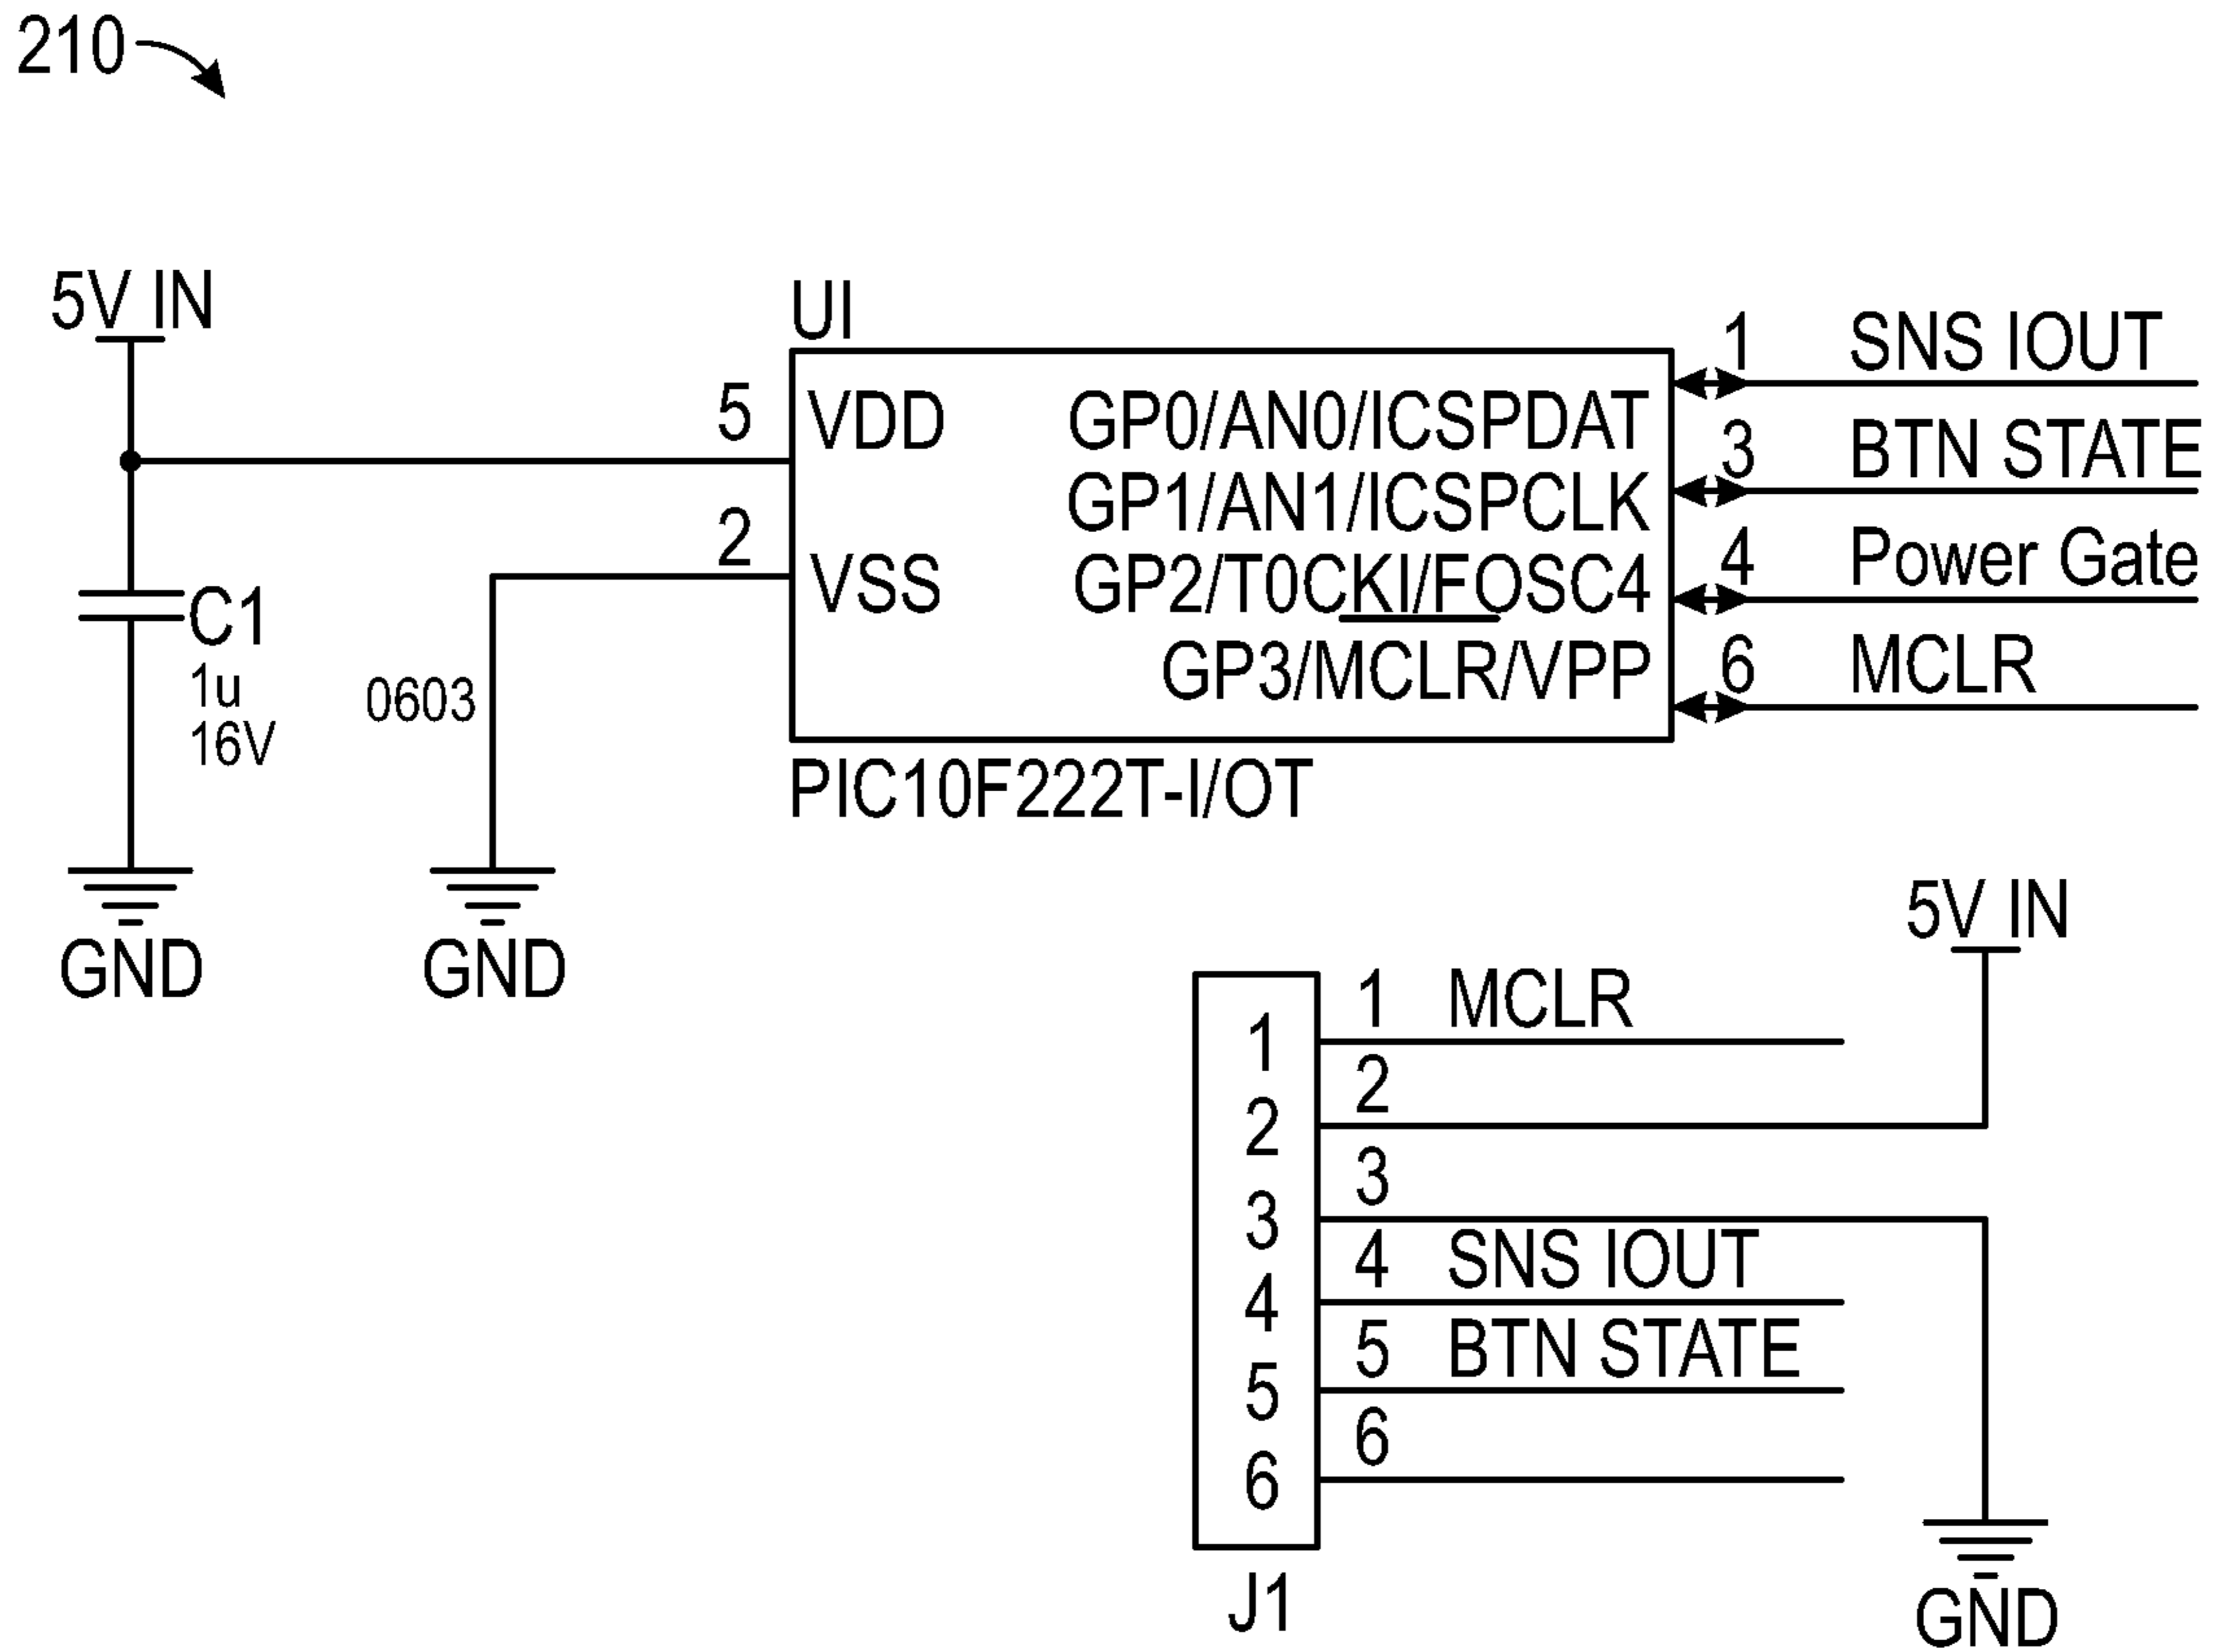 210
5V IN
UI
5 VDD GP0/AN0/ICSPDAT 1 SNS IOUT
GP1/AN1/ICSPCLK 3 BTN STATE
2 VSS GP2/T0CKI/FOSC4 4 Power Gate
GP3/MCLR/VPP 6 MCLR
C1
1u
16V
0603
PIC10F222T-I/OT
GND
GND
5V IN
1 1 MCLR
2 2
3 3
4 4 SNS IOUT
5 5 BTN STATE
6 6
J1
GND